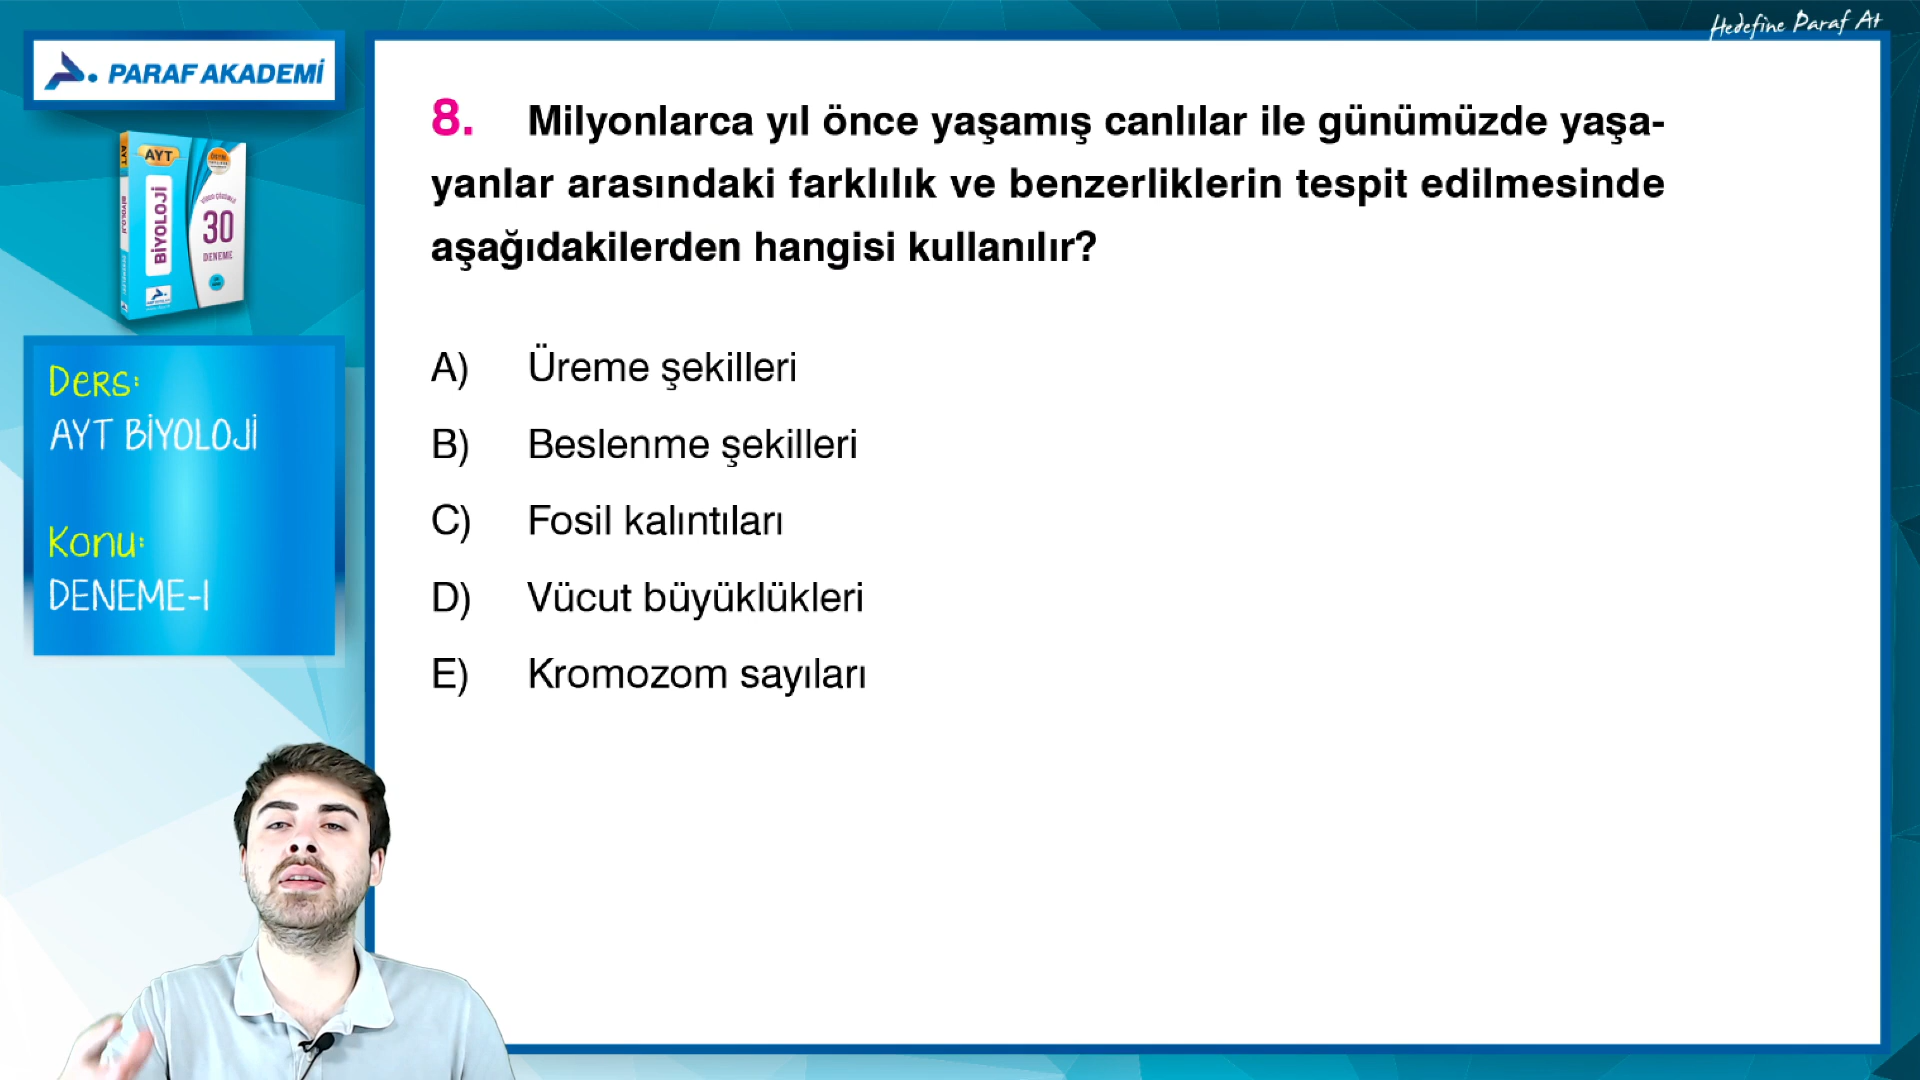 Hedefine Paraf At
PARAF AKADEMİ
AYT
BİYOLOJİ
30
DENEME
Ders:
AYT BİYOLOJİ
Konu:
DENEME-1
8. Milyonlarca yıl önce yaşamış canlılar ile günümüzde yaşa-
yanlar arasındaki farklılık ve benzerliklerin tespit edilmesinde
aşağıdakilerden hangisi kullanılır?
A) Üreme şekilleri
B) Beslenme şekilleri
C) Fosil kalıntıları
D) Vücut büyüklükleri
E) Kromozom sayıları